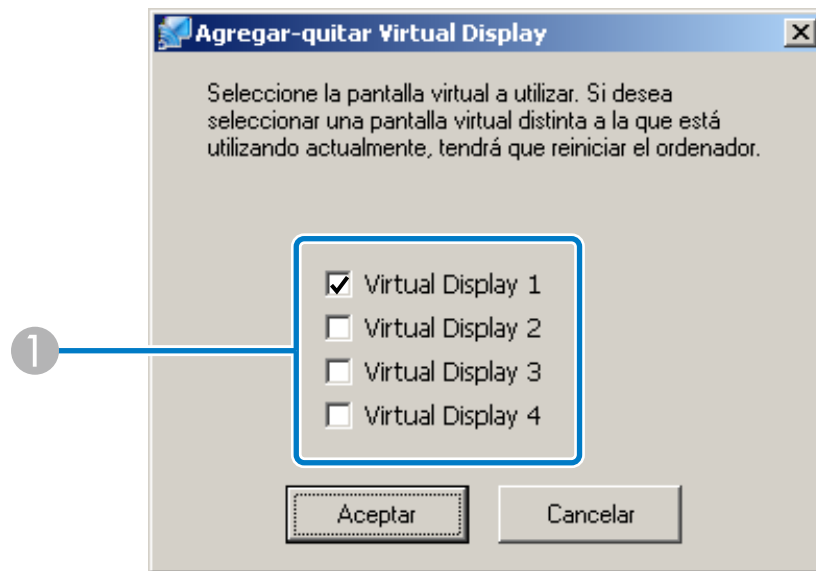 Agregar-quitar Virtual Display
Seleccione la pantalla virtual a utilizar. Si desea
seleccionar una pantalla virtual distinta a la que está
utilizando actualmente, tendrá que reiniciar el ordenador.
Virtual Display 1
Virtual Display 2
1
Virtual Display 3
Virtual Display 4
Aceptar
Cancelar